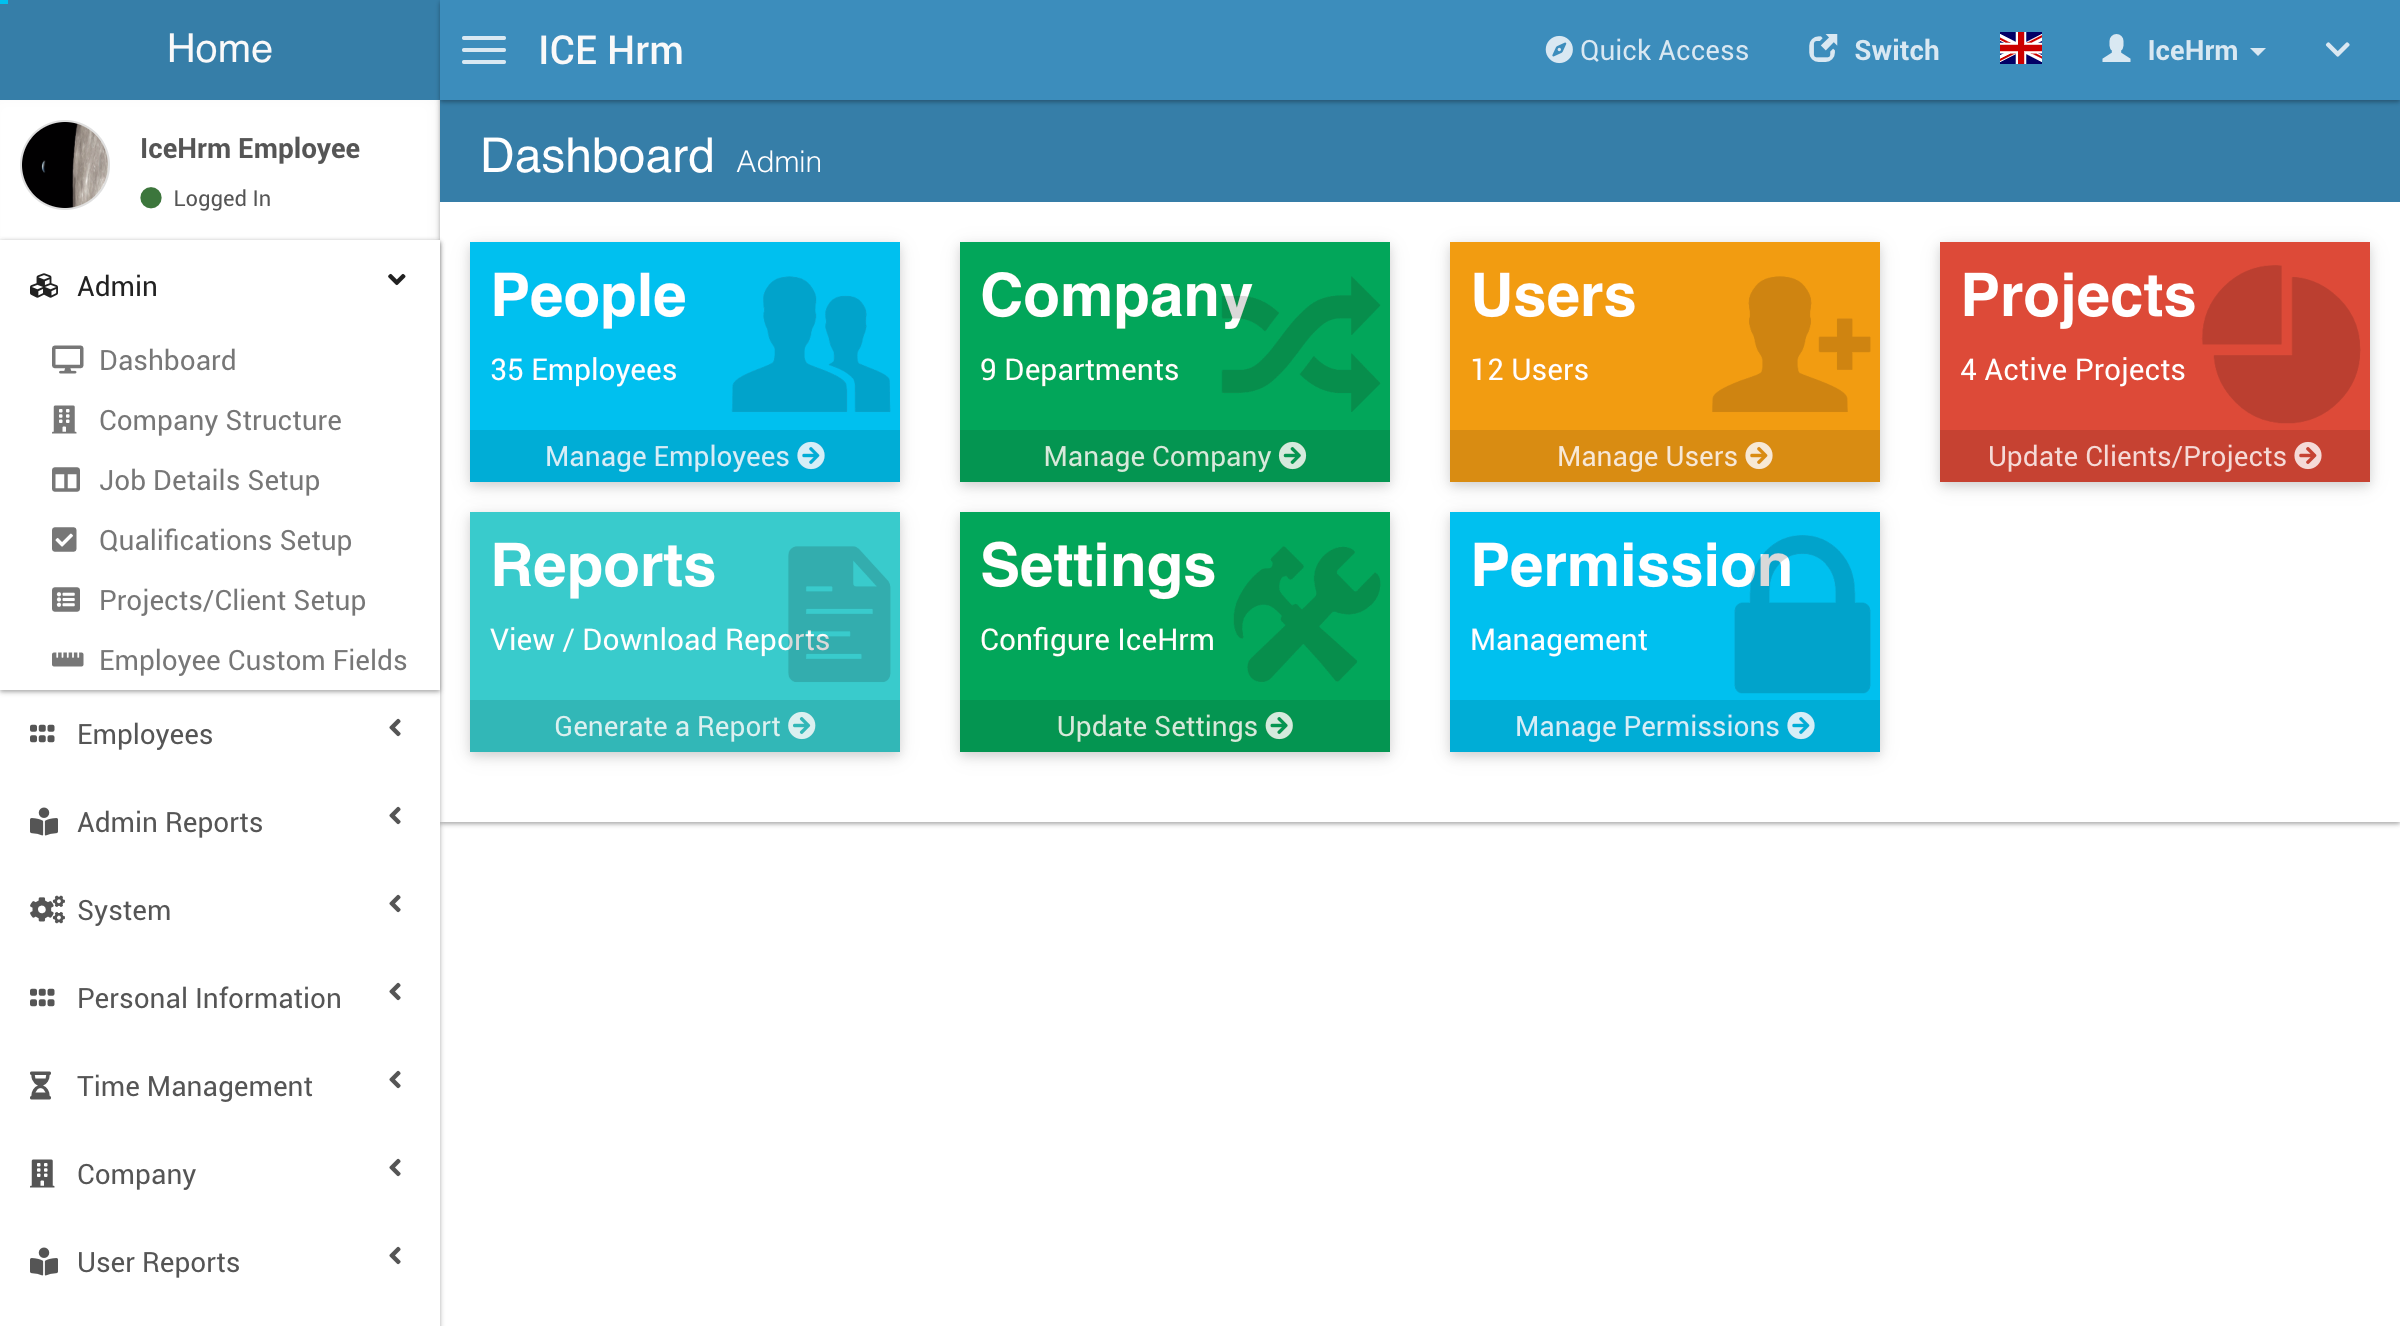 Home
ICE Hrm
Quick Access
Switch
IceHrm
IceHrm Employee
Logged In
Dashboard Admin
Admin
Dashboard
Company Structure
Job Details Setup
Qualifications Setup
Projects/Client Setup
Employee Custom Fields
Employees
Admin Reports
System
Personal Information
Time Management
Company
User Reports
People
35 Employees
Manage Employees
Company
9 Departments
Manage Company
Users
12 Users
Manage Users
Projects
4 Active Projects
Update Clients/Projects
Reports
View / Download Reports
Generate a Report
Settings
Configure IceHrm
Update Settings
Permission
Management
Manage Permissions